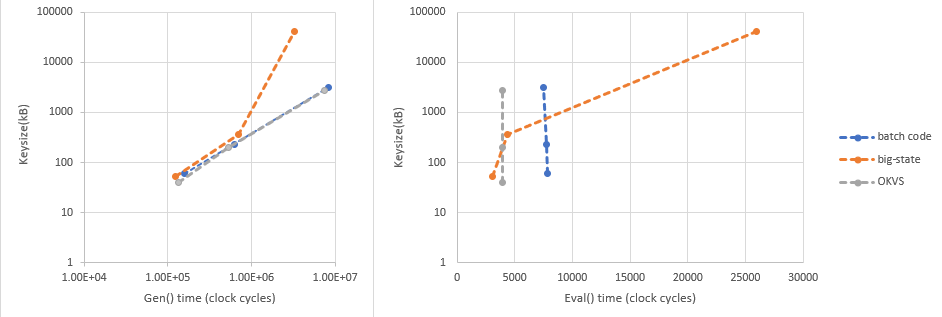 100000
10000
1000
100
10
1
Keysize(kB)
1.00E+04 1.00E+05 1.00E+06 1.00E+07
Gen() time (clock cycles)
100000
10000
1000
100
10
1
Keysize(kB)
0 5000 10000 15000 20000 25000 30000
Eval() time (clock cycles)
batch code
big-state
OKVS